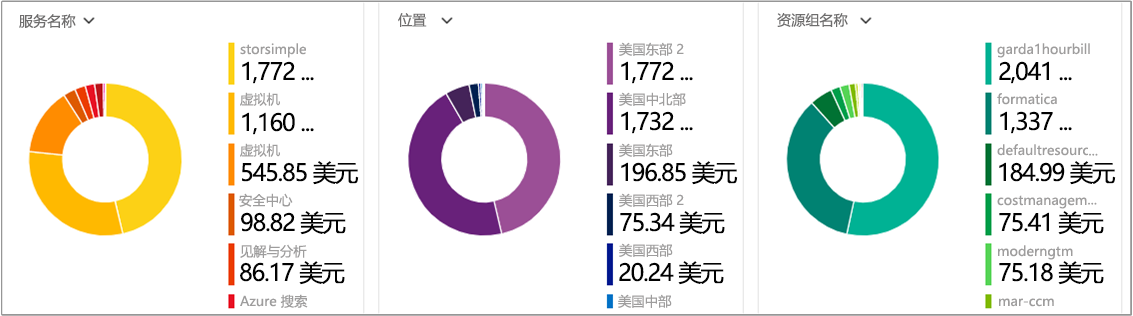 服务名称
storsimple
1,772 ...
虚拟机
1,160 ...
虚拟机
545.85 美元
安全中心
98.82 美元
见解与分析
86.17 美元
Azure 搜索
位置
美国东部 2
1,772 ...
美国中北部
1,732 ...
美国东部
196.85 美元
美国西部 2
75.34 美元
美国西部
20.24 美元
美国中部
资源组名称
garda1hourbill
2,041 ...
formatica
1,337 ...
defaultresourc...
184.99 美元
costmanagem...
75.41 美元
moderngtm
75.18 美元
mar-ccm